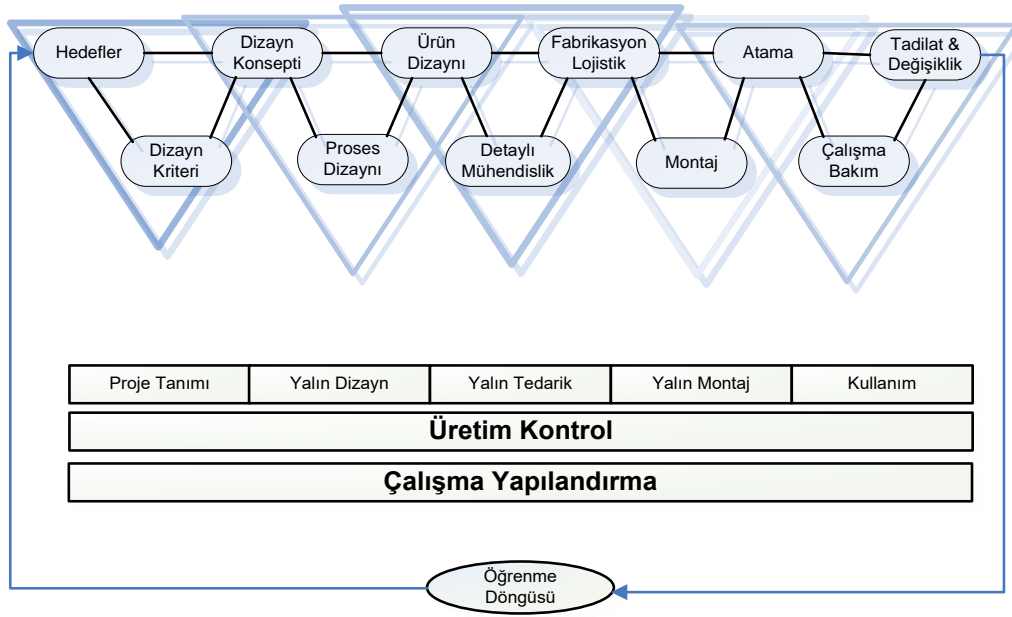 Hedefler
Dizayn
Konsepti
Ürün
Dizaynı
Fabrikasyon
Lojistik
Atama
Tadilat &
Değişiklik
Dizayn
Kriteri
Proses
Dizaynı
Detaylı
Mühendislik
Montaj
Çalışma
Bakım
Proje Tanımı
Yalın Dizayn
Yalın Tedarik
Yalın Montaj
Kullanım
Üretim Kontrol
Çalışma Yapılandırma
Öğrenme
Döngüsü